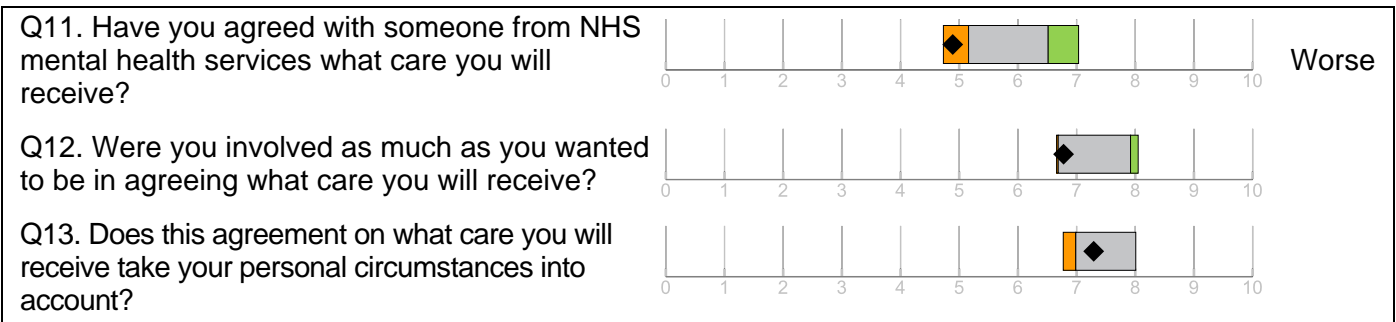 Q11. Have you agreed with someone from NHS
mental health services what care you will
receive?
0 1 2 3 4 5 6 7 8 9 10
Worse
Q12. Were you involved as much as you wanted
to be in agreeing what care you will receive?
0 1 2 3 4 5 6 7 8 9 10
Q13. Does this agreement on what care you will
receive take your personal circumstances into
account?
0 1 2 3 4 5 6 7 8 9 10